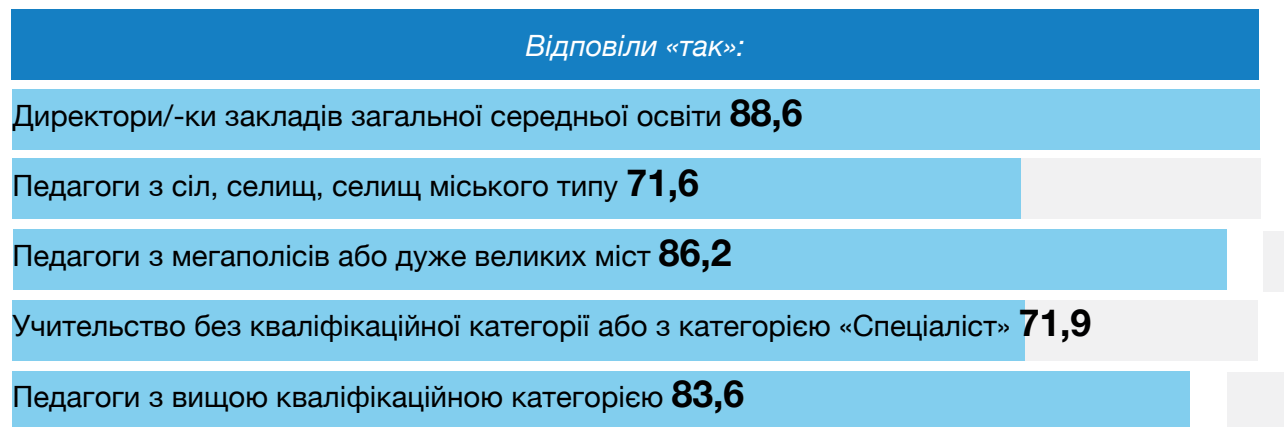 Відповіли «так»:
Директори/-ки закладів загальної середньої освіти 88,6
Педагоги з сіл, селищ, селищ міського типу 71,6
Педагоги з мегаполісів або дуже великих міст 86,2
Учительство без кваліфікаційної категорії або з категорією «Спеціаліст» 71,9
Педагоги з вищою кваліфікаційною категорією 83,6